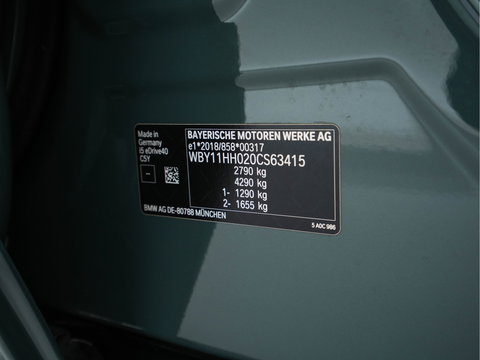 Made in
Germany
i5 eDrive40
C5Y
BAYERISCHE MOTOREN WERKE AG
e1*2018/858*00317
WBY11HH020CS63415
2790 kg
4290 kg
1- 1290 kg
2- 1655 kg
--
BMW AG DE-80788 MÜNCHEN
5 A0C 986